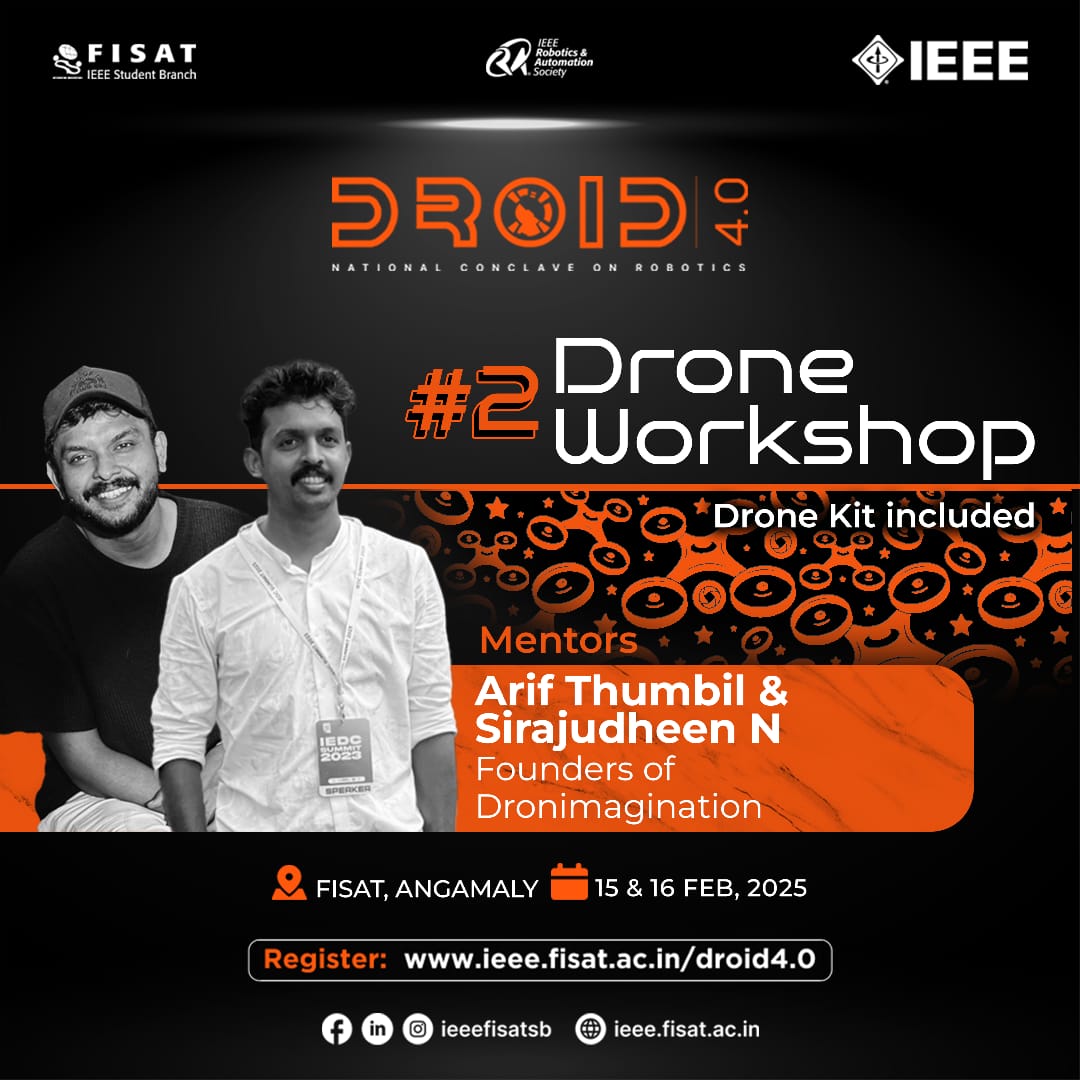 FISAT
IEEE Student Branch
IEEE
Robotics &
Automation
Society
IEEE
DROID 4.0
NATIONAL CONCLAVE ON ROBOTICS
#2 Drone
Workshop
Drone Kit included
Mentors
Arif Thumbil &
Sirajudheen N
Founders of
Dronimagination
IEDC
SUMMIT
2023
SPEAKER
FISAT, ANGAMALY 15 & 16 FEB, 2025
Register: www.ieee.fisat.ac.in/droid4.0
ieeefisatsb ieee.fisat.ac.in